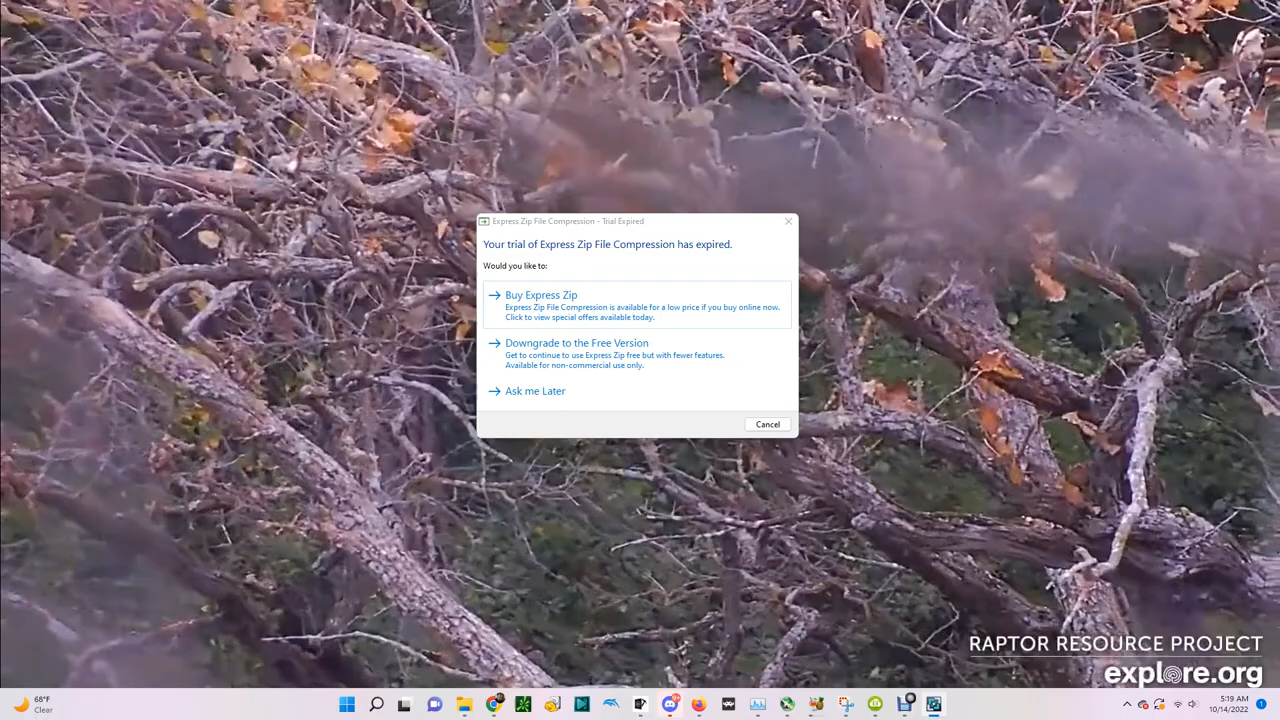 Express Zip File Compression - Trial Expired
Your trial of Express Zip File Compression has expired.
Would you like to:
Buy Express Zip
Express Zip File Compression is available for a low price if you buy online now.
Click to view special offers available today.
Downgrade to the Free Version
Get to continue to use Express Zip free but with fewer features.
Available for non-commercial use only.
Ask me Later
Cancel
RAPTOR RESOURCE PROJECT
explore.org
68°F
Clear
9+
5:19 AM
10/14/2022
1